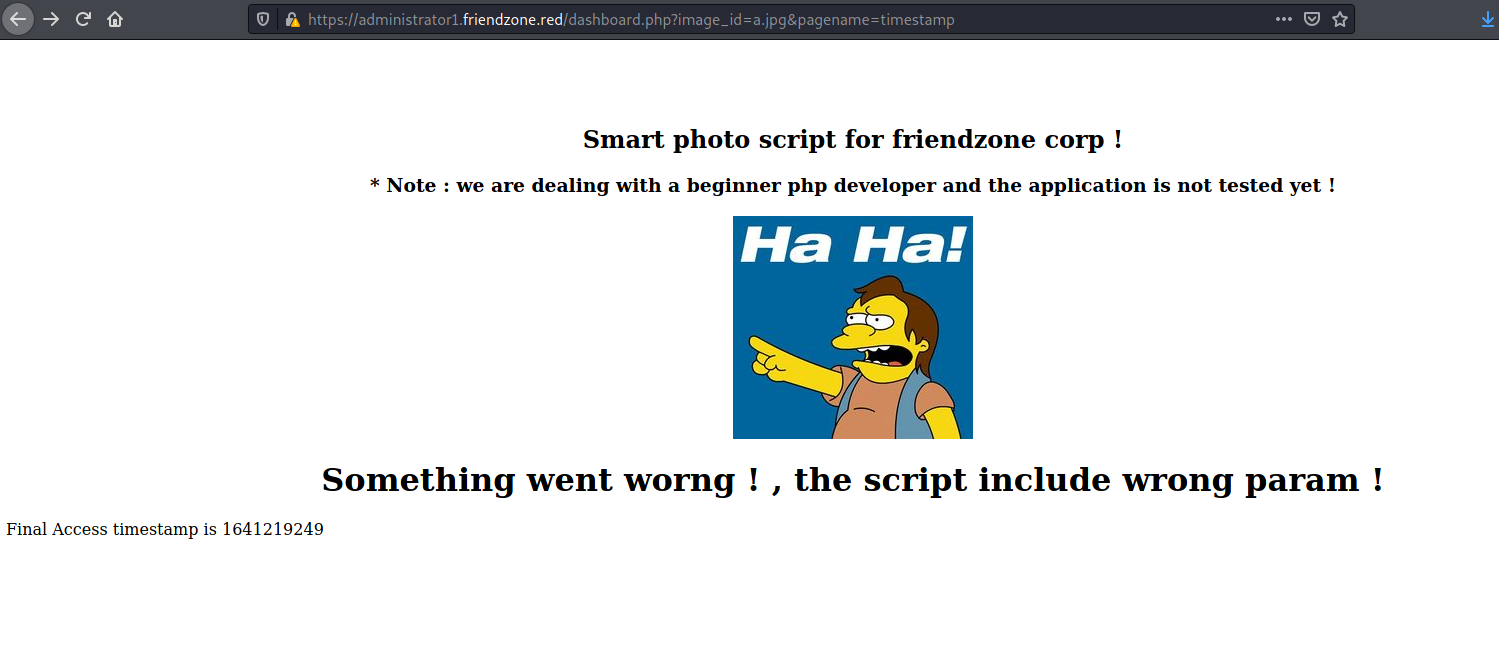 https://administrator1.friendzone.red/dashboard.php?image_id=a.jpg&pagename=timestamp
Smart photo script for friendzone corp !
* Note : we are dealing with a beginner php developer and the application is not tested yet !
Ha Ha!
Something went worng ! , the script include wrong param !
Final Access timestamp is 1641219249